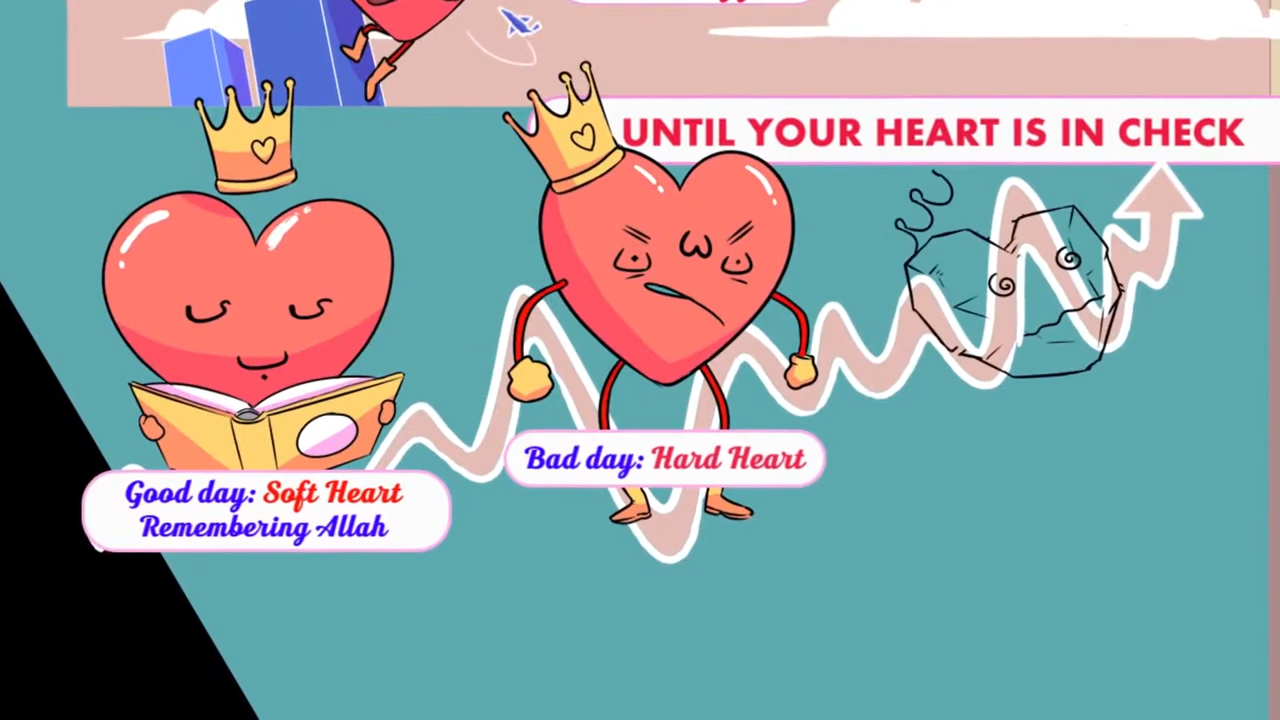 UNTIL YOUR HEART IS IN CHECK
Bad day: Hard Heart
Good day: Soft Heart
Remembering Allah